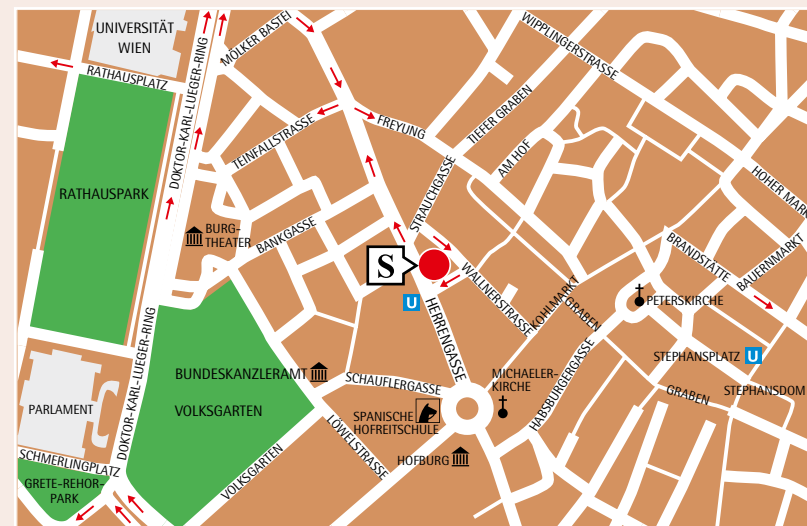 UNIVERSITÄT
WIEN
MÖLKER BASTEI
WIPPLINGERSTRASSE
RATHAUSPLATZ
DOKTOR-KARL-LUEGER-RING
TEINFALLSTRASSE
FREYUNG
TIEFER GRABEN
AM HOF
HOHER MARK
RATHAUSPARK
STRAUCHGASSE
BURG-
THEATER
BANKGASSE
BRANDSTÄTTE
BAUERNMARKT
S
WALLNERSTRASSE
KOHLMARKT
GRABEN
PETERSKIRCHE
U
HERRENGASSE
DOKTOR-KARL-LUEGER-RING
HABSBURGERGASSE
STEPHANSPLATZ U
BUNDESKANZLERAMT
SCHAUFLERGASSE
MICHAELER-
KIRCHE
GRABEN
STEPHANSDOM
PARLAMENT
VOLKSGARTEN
SPANISCHE
HOFREITSCHULE
LÖWELSTRASSE
HOFBURG
SCHMERLINGPLATZ
VOLKSGARTEN
GRETE-REHOR-
PARK